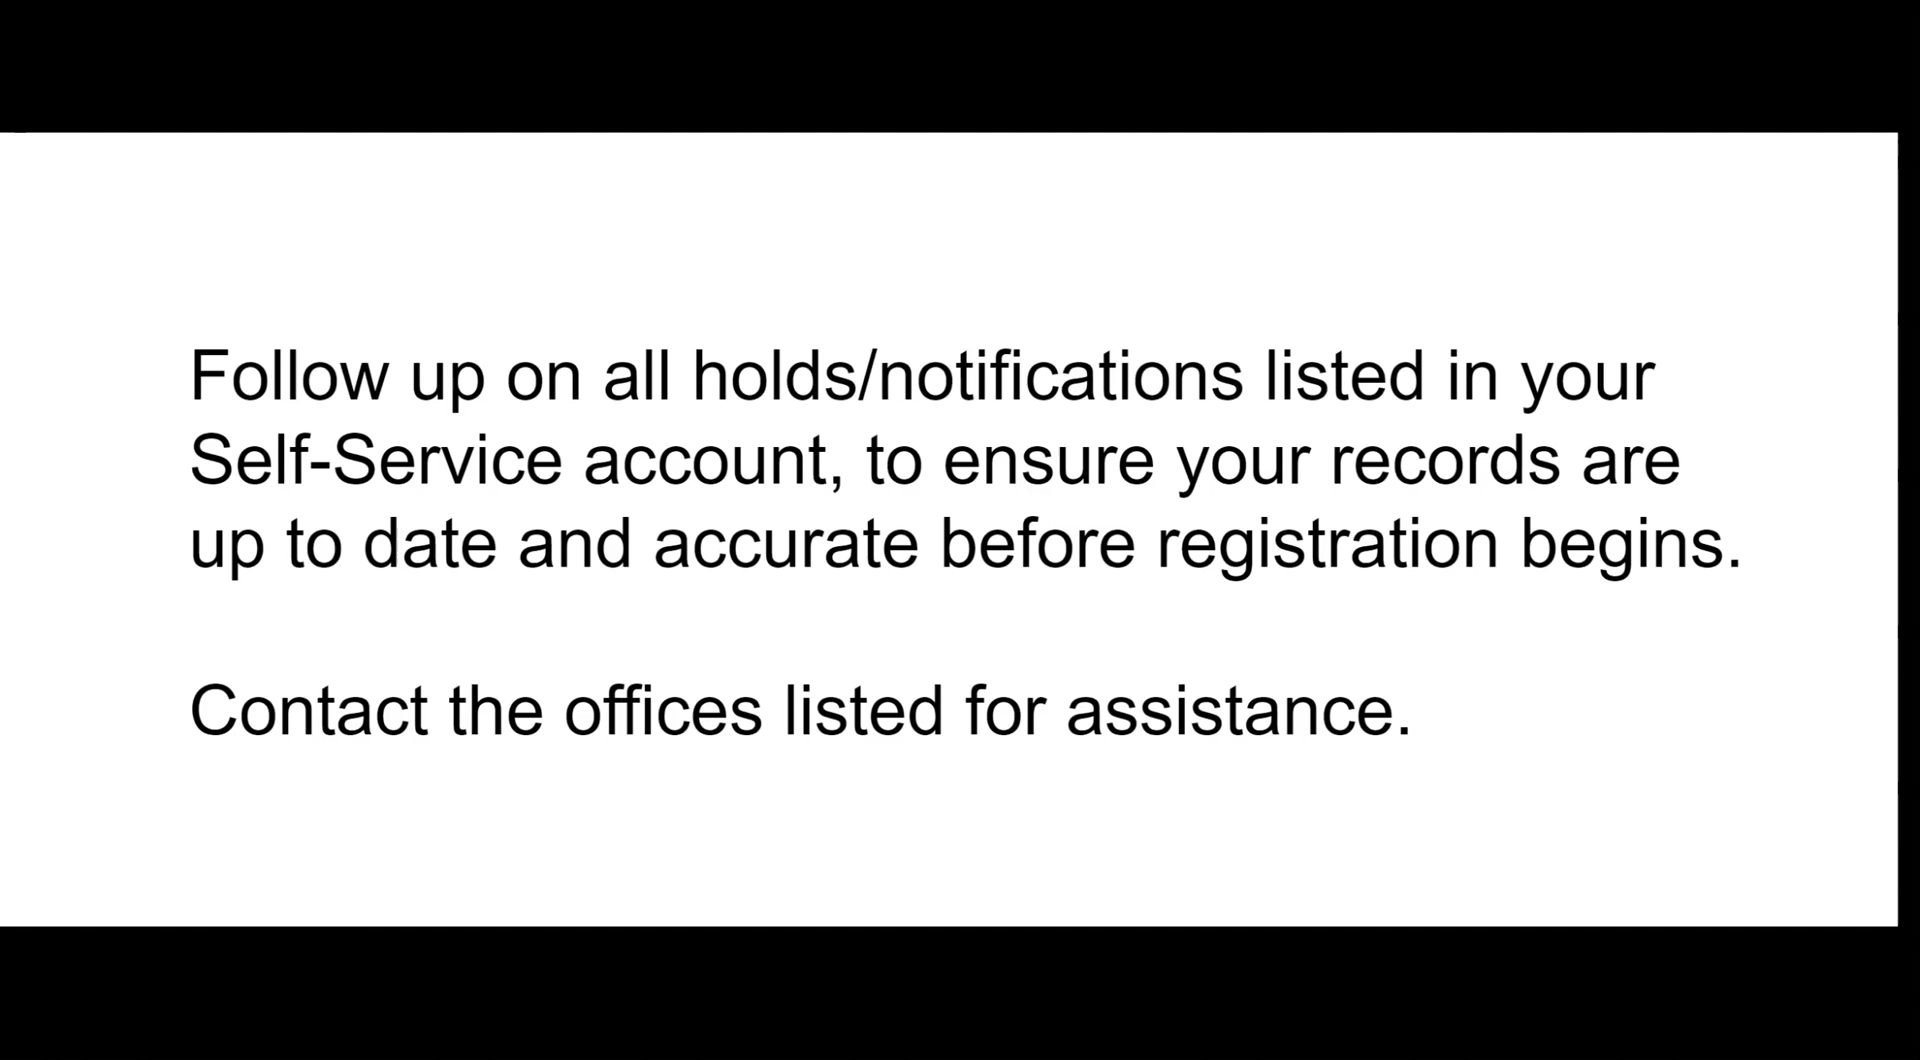 Follow up on all holds/notifications listed in your
Self-Service account, to ensure your records are
up to date and accurate before registration begins.
Contact the offices listed for assistance.